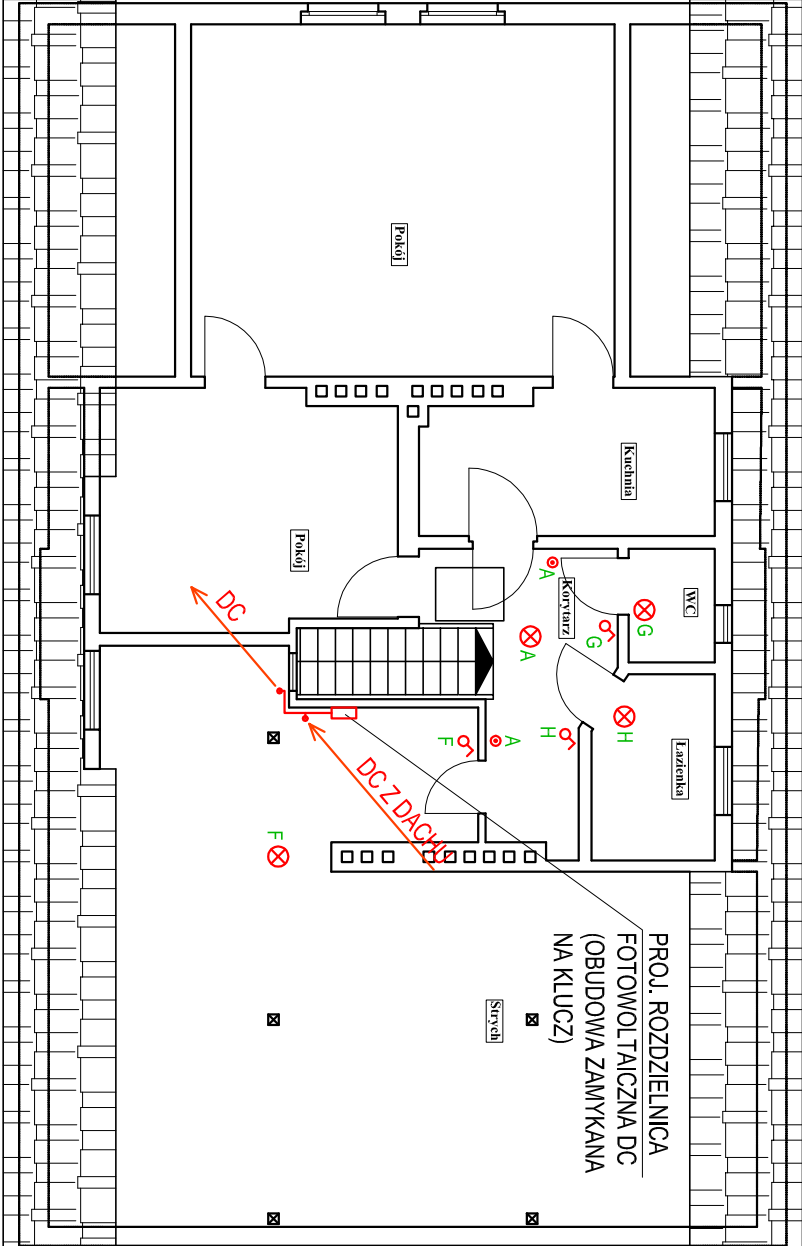 PROJ. ROZDZIELNICA
FOTOWOLTAICZNA DC
(OBUDOWA ZAMYKANA
NA KLUCZ)
WC
Łazienka
Kuchnia
Korytarz
Strych
Pokój
Pokój
G
H
G
A
A
H
A
F
F
DC
DC Z DACHU